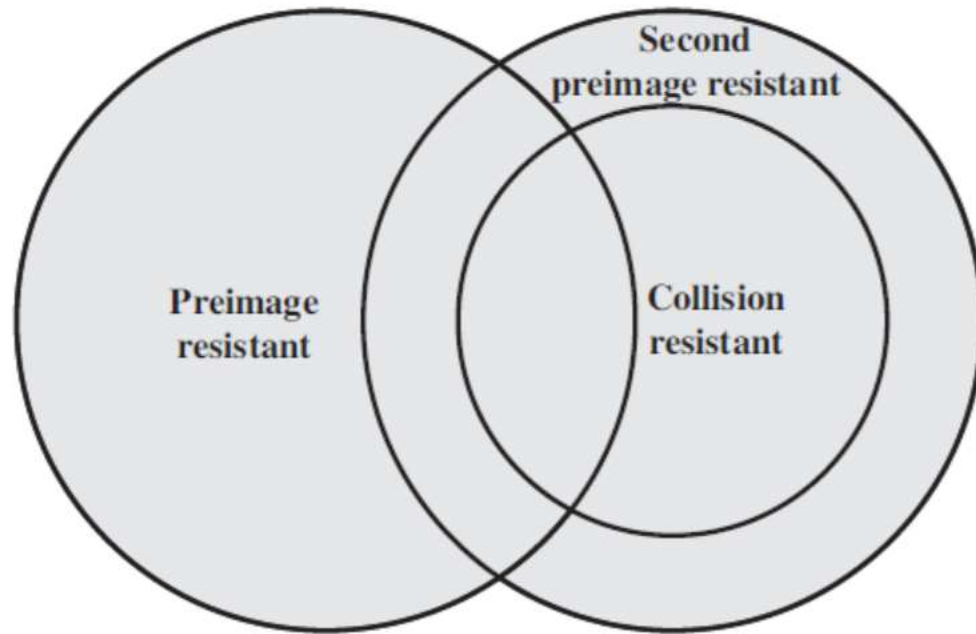 Second
preimage resistant
Preimage
resistant
Collision
resistant